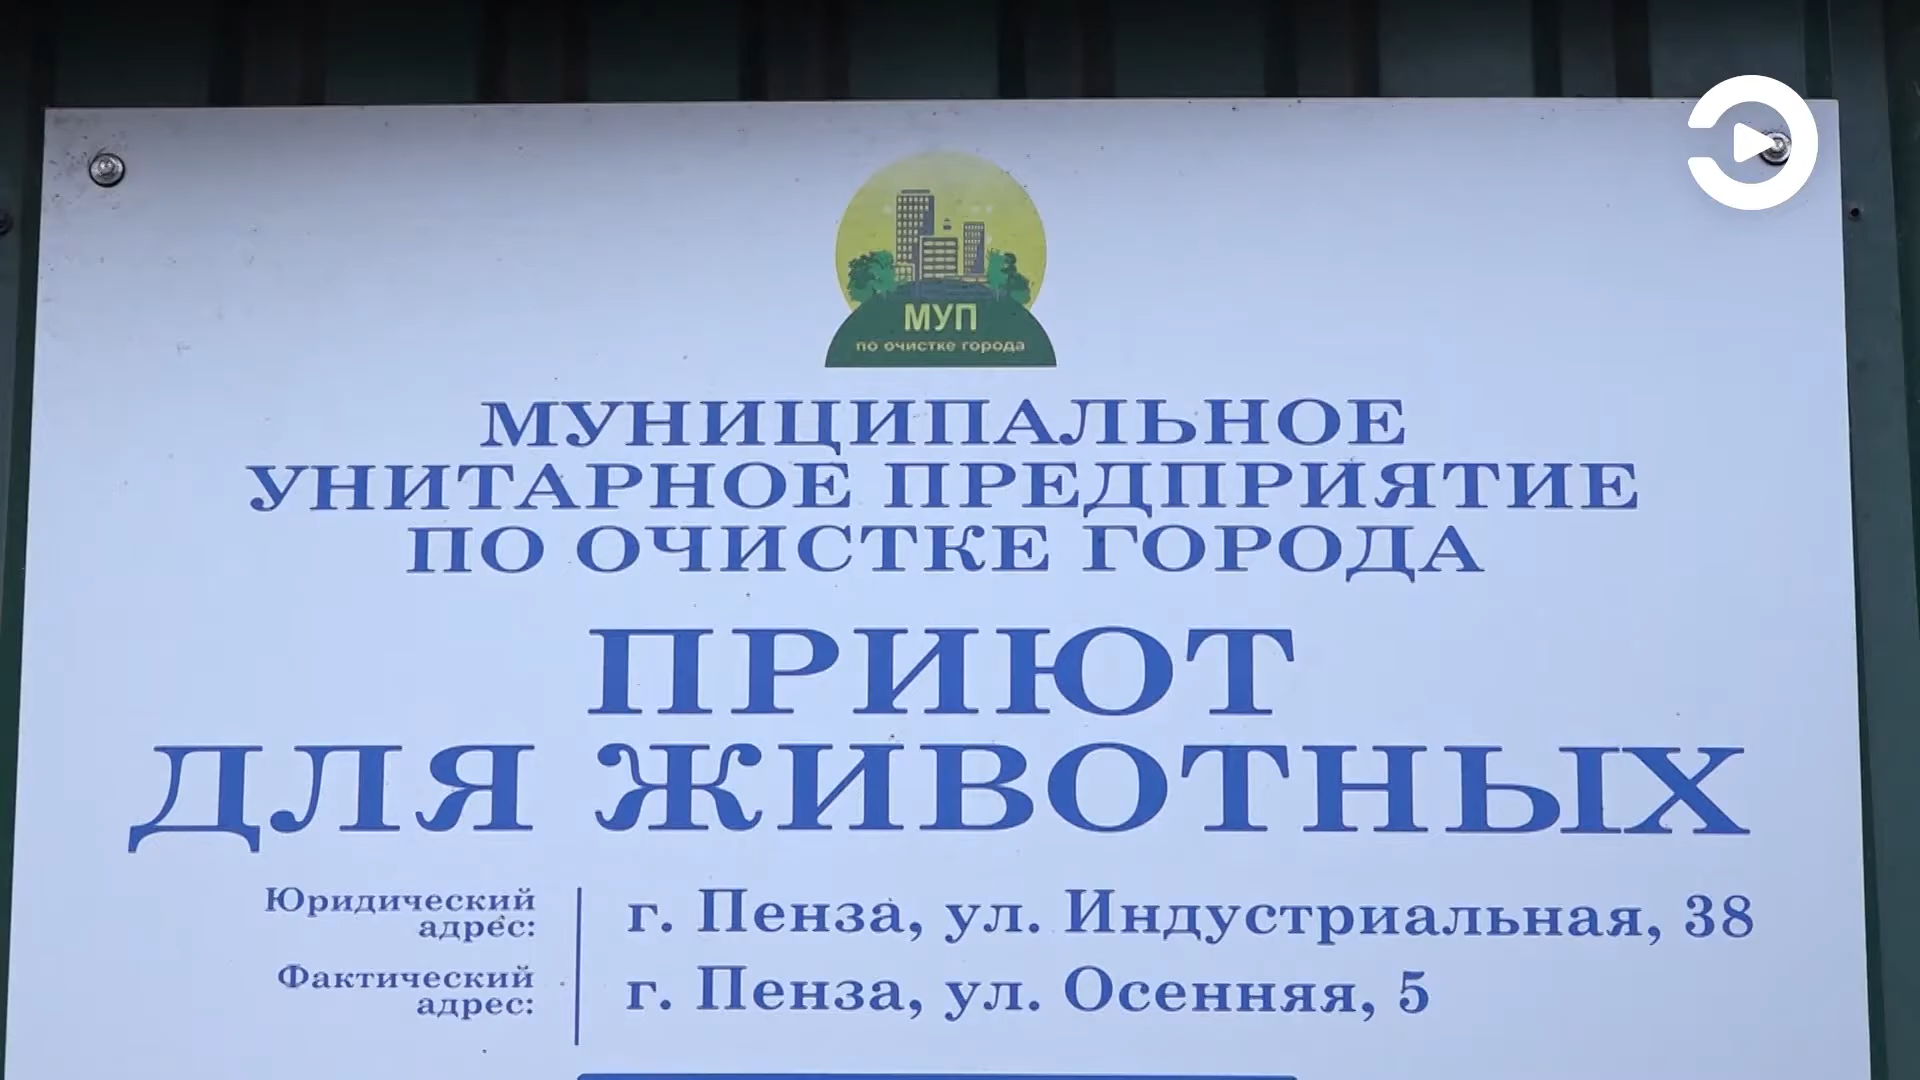 МУП
по очистке города
МУНИЦИПАЛЬНОЕ
УНИТАРНОЕ ПРЕДПРИЯТИЕ
ПО ОЧИСТКЕ ГОРОДА
ПРИЮТ
ДЛЯ ЖИВОТНЫХ
Юридический
адрес:
г. Пенза, ул. Индустриальная, 38
Фактический
адрес:
г. Пенза, ул. Осенняя, 5